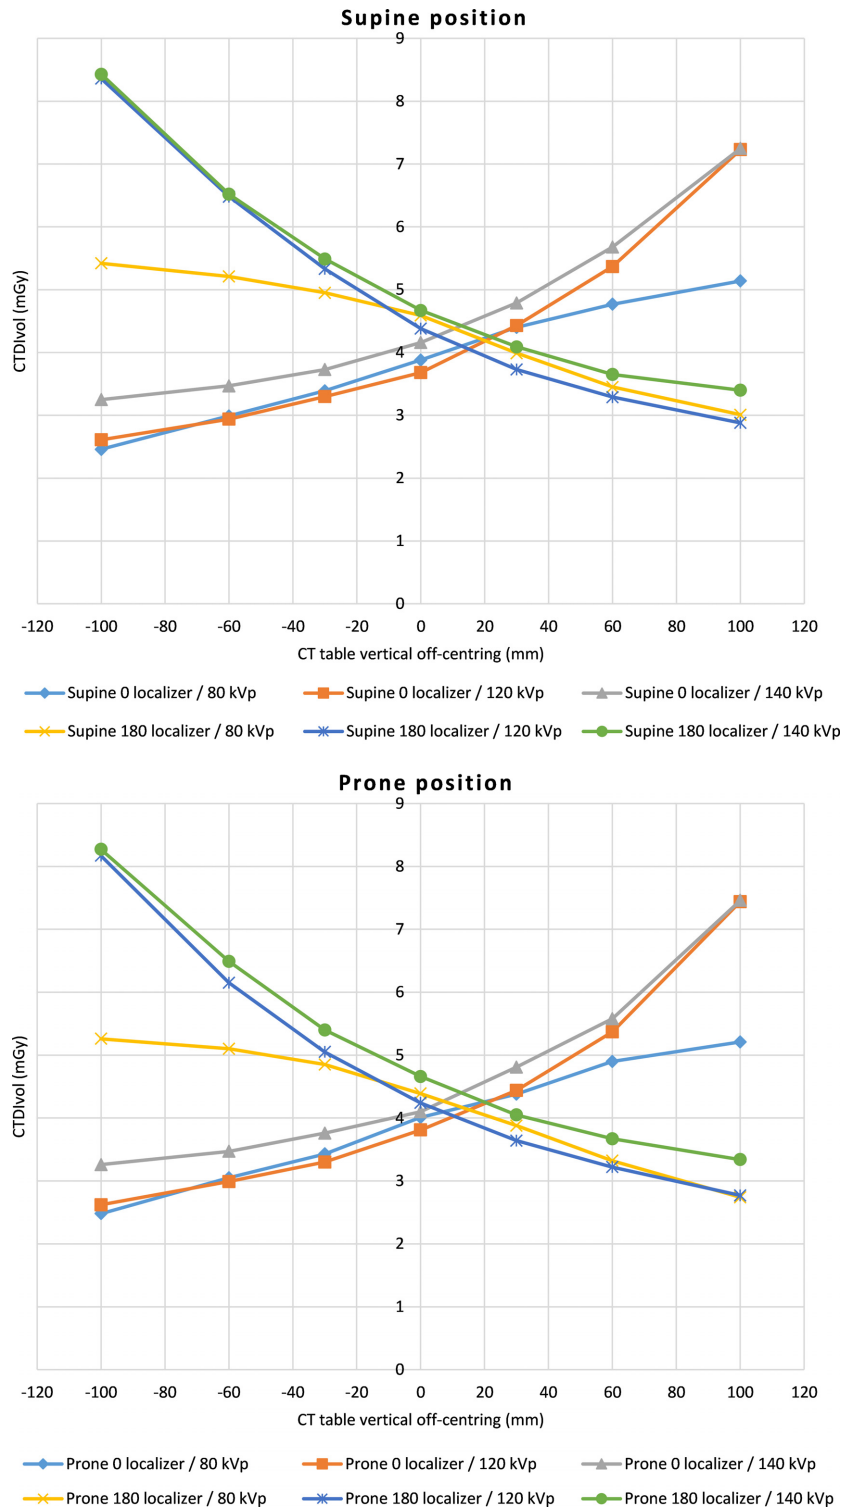 Supine position
9
8
7
6
5
4
3
2
1
0
CTDIvol (mGy)
-120 -100 -80 -60 -40 -20 0 20 40 60 80 100 120
CT table vertical off-centring (mm)
Supine 0 localizer / 80 kVp Supine 0 localizer / 120 kVp Supine 0 localizer / 140 kVp
Supine 180 localizer / 80 kVp Supine 180 localizer / 120 kVp Supine 180 localizer / 140 kVp
Prone position
9
8
7
6
5
4
3
2
1
0
CTDIvol (mGy)
-120 -100 -80 -60 -40 -20 0 20 40 60 80 100 120
CT table vertical off-centring (mm)
Prone 0 localizer / 80 kVp Prone 0 localizer / 120 kVp Prone 0 localizer / 140 kVp
Prone 180 localizer / 80 kVp Prone 180 localizer / 120 kVp Prone 180 localizer / 140 kVp